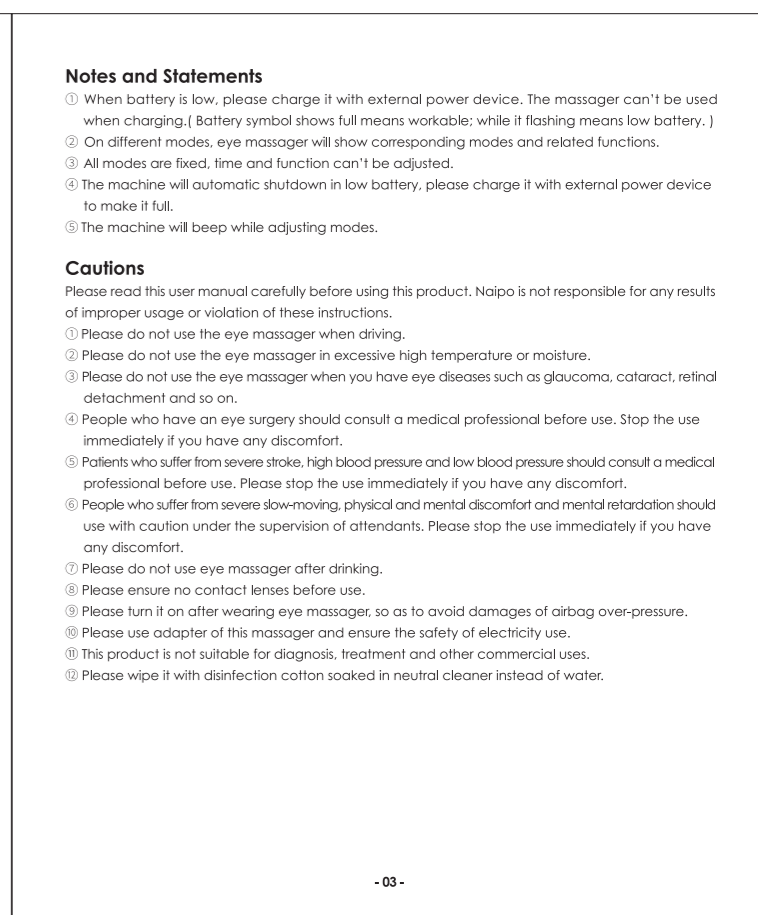 Notes and Statements
① When battery is low, please charge it with external power device. The massager can't be used
when charging.( Battery symbol shows full means workable; while it flashing means low battery. )
② On different modes, eye massager will show corresponding modes and related functions.
③ All modes are fixed, time and function can't be adjusted.
④ The machine will automatic shutdown in low battery, please charge it with external power device
to make it full.
⑤ The machine will beep while adjusting modes.
Cautions
Please read this user manual carefully before using this product. Naipo is not responsible for any results
of improper usage or violation of these instructions.
① Please do not use the eye massager when driving.
② Please do not use the eye massager in excessive high temperature or moisture.
③ Please do not use the eye massager when you have eye diseases such as glaucoma, cataract, retinal
detachment and so on.
④ People who have an eye surgery should consult a medical professional before use. Stop the use
immediately if you have any discomfort.
⑤ Patients who suffer from severe stroke, high blood pressure and low blood pressure should consult a medical
professional before use. Please stop the use immediately if you have any discomfort.
⑥ People who suffer from severe slow-moving, physical and mental discomfort and mental retardation should
use with caution under the supervision of attendants. Please stop the use immediately if you have
any discomfort.
⑦ Please do not use eye massager after drinking.
⑧ Please ensure no contact lenses before use.
⑨ Please turn it on after wearing eye massager, so as to avoid damages of airbag over-pressure.
⑩ Please use adapter of this massager and ensure the safety of electricity use.
⑪ This product is not suitable for diagnosis, treatment and other commercial uses.
⑫ Please wipe it with disinfection cotton soaked in neutral cleaner instead of water.
- 03 -